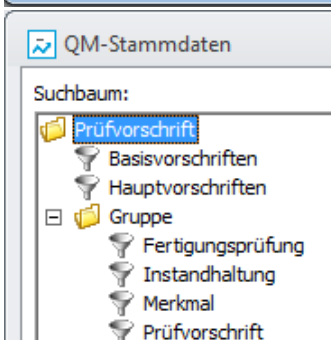 QM-Stammdaten
Suchbaum:
Prüfvorschrift
Basisvorschriften
Hauptvorschriften
Gruppe
Fertigungsprüfung
Instandhaltung
Merkmal
Prüfvorschrift